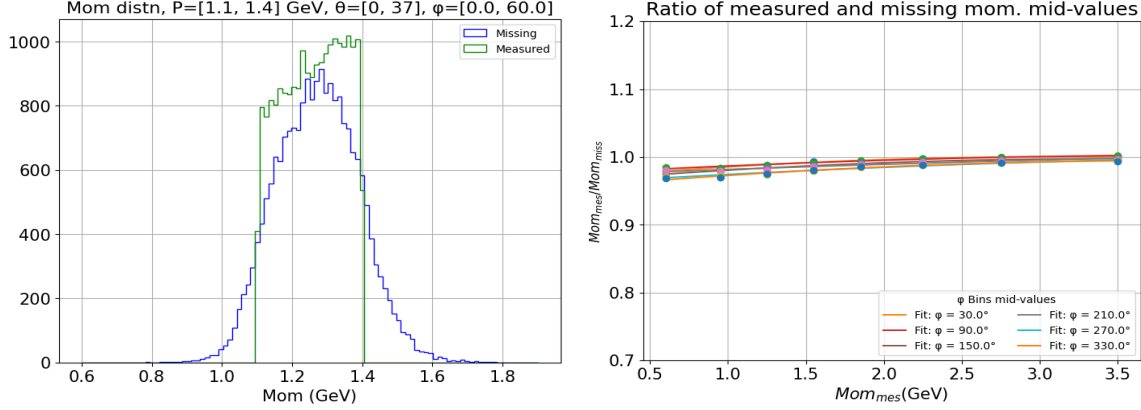 Mom distn, P=[1.1, 1.4] GeV, θ=[0, 37], φ=[0.0, 60.0]
Missing
Measured
1000
800
600
400
200
0
0.6 0.8 1.0 1.2 1.4 1.6 1.8
Mom (GeV)
Ratio of measured and missing mom. mid-values
1.2
1.1
1.0
0.9
0.8
0.7
Mom_mes/Mom_miss
φ Bins mid-values
Fit: φ = 30.0° Fit: φ = 210.0°
Fit: φ = 90.0° Fit: φ = 270.0°
Fit: φ = 150.0° Fit: φ = 330.0°
0.5 1.0 1.5 2.0 2.5 3.0 3.5
Mom_mes(GeV)